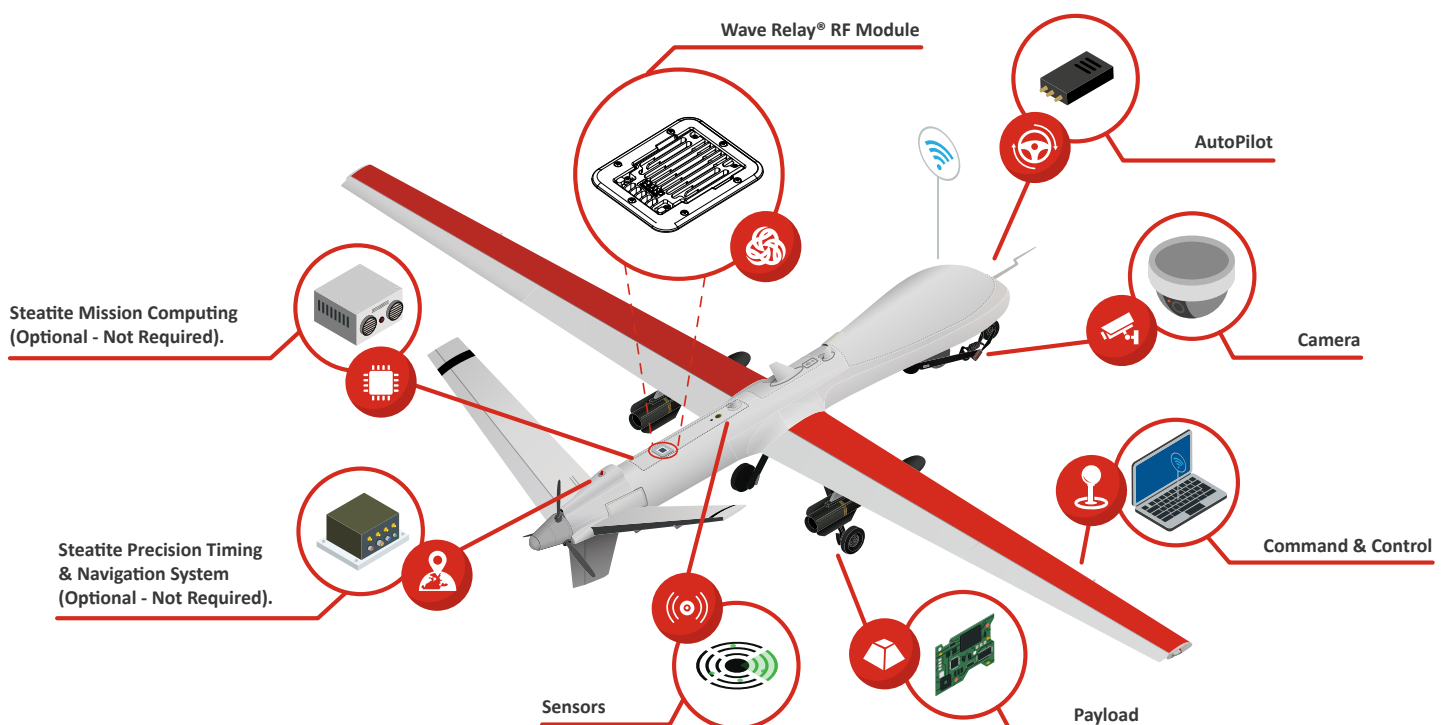 Wave Relay® RF Module
AutoPilot
Steatite Mission Computing
(Optional - Not Required).
Camera
Steatite Precision Timing
& Navigation System
(Optional - Not Required).
Command & Control
Sensors
Payload